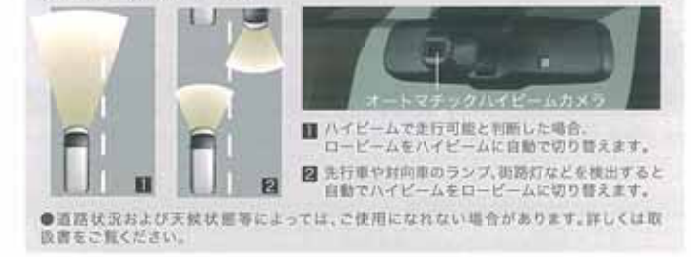 オートマチックハイビームカメラ
1 ハイビームで走行可能と判断した場合、
ロービームをハイビームに自動で切り替えます。
2 先行車や対向車のランプ、街路灯などを検出すると
自動でハイビームをロービームに切り替えます。
1
2
●道路状況および天候状態等によっては、ご使用になれない場合があります。詳しくは取
扱書をご覧ください。